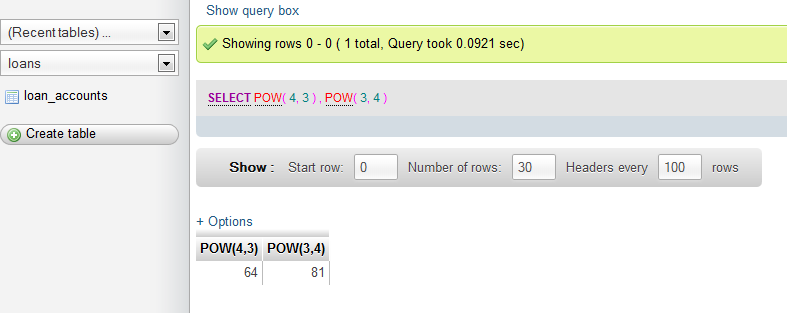 Show query box
(Recent tables) ...
Showing rows 0 - 0 ( 1 total, Query took 0.0921 sec)
loans
loan_accounts
SELECT POW( 4, 3 ) , POW( 3, 4 )
Create table
Show : Start row: 0 Number of rows: 30 Headers every 100 rows
+ Options
POW(4,3) POW(3,4)
64 81